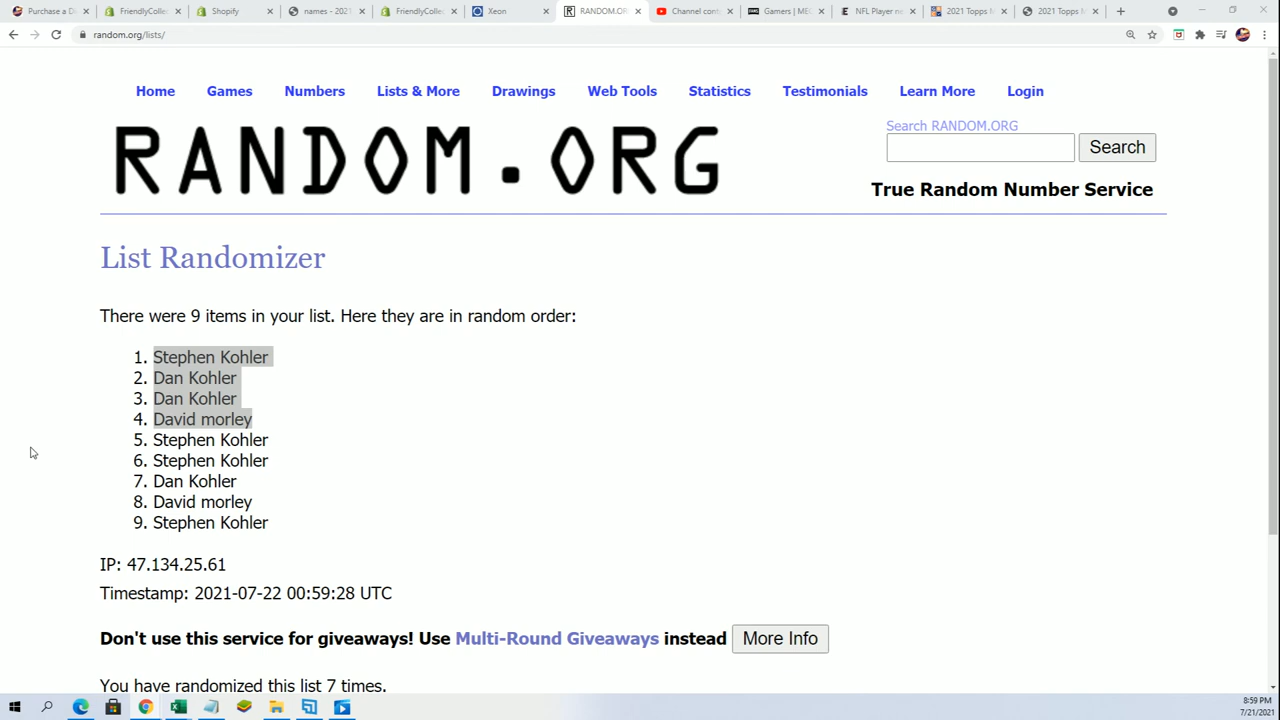 Purchase a Di
FriendlyCollec
Shopify
names - 2021
FriendlyCollec
Xeon
RANDOM.OR
Channel cont
Gamers | ME
NFL Player ne
2021 Topps M
2021 Topps M
random.org/lists/
Home Games Numbers Lists & More Drawings Web Tools Statistics Testimonials Learn More Login
RANDOM.ORG
Search RANDOM.ORG
Search
True Random Number Service
List Randomizer
There were 9 items in your list. Here they are in random order:
1. Stephen Kohler
2. Dan Kohler
3. Dan Kohler
4. David morley
5. Stephen Kohler
6. Stephen Kohler
7. Dan Kohler
8. David morley
9. Stephen Kohler
IP: 47.134.25.61
Timestamp: 2021-07-22 00:59:28 UTC
Don't use this service for giveaways! Use Multi-Round Giveaways instead More Info
You have randomized this list 7 times.
8:59 PM
7/21/2021